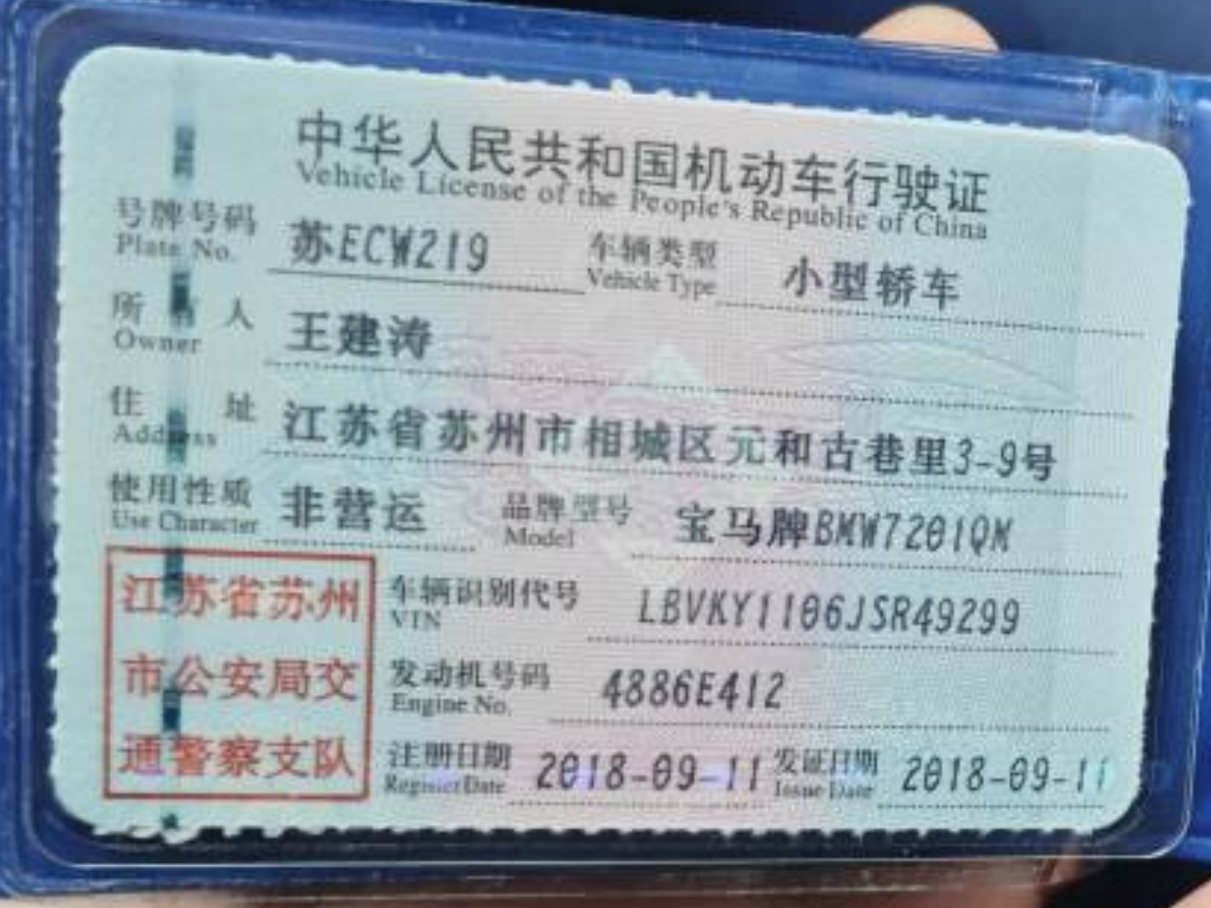 中华人民共和国机动车行驶证
Vehicle License of the People's Republic of China
号牌号码 苏ECW219 车辆类型 小型轿车
Plate No. Vehicle Type
所有人 王建涛
Owner
住址 江苏省苏州市相城区元和古巷里3-9号
Address
使用性质 非营运 品牌型号 宝马牌BMW7201QM
Use Character Model
江苏省苏州
市公安局交
通警察支队
车辆识别代号 LBVKY1106JSR49299
VIN
发动机号码 4886E412
Engine No.
注册日期 2018-09-11 发证日期 2018-09-11
Register Date Issue Date